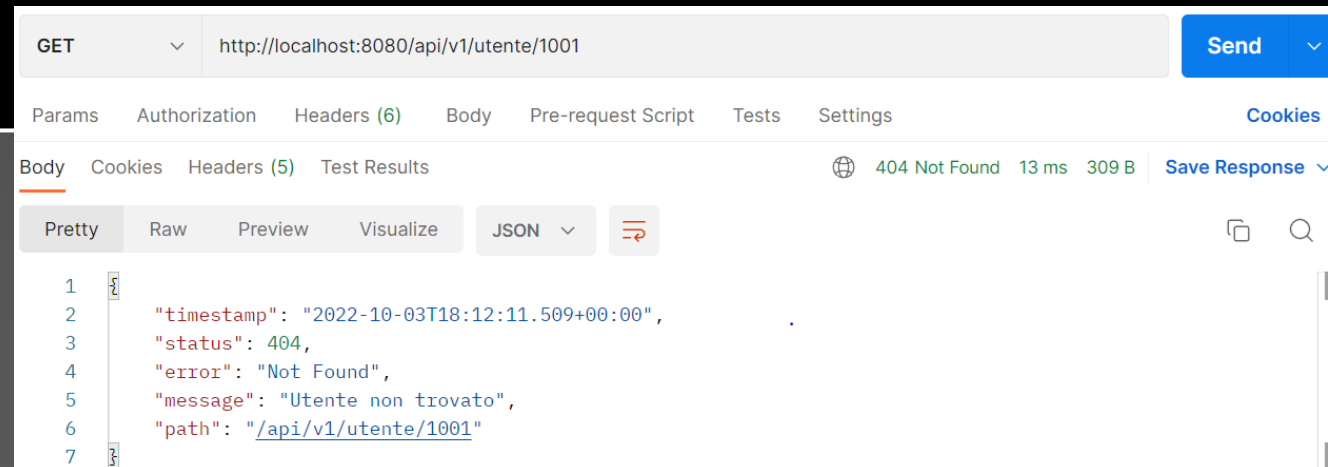 GET http://localhost:8080/api/v1/utente/1001 Send
Params Authorization Headers (6) Body Pre-request Script Tests Settings Cookies
Body Cookies Headers (5) Test Results 404 Not Found 13 ms 309 B Save Response
Pretty Raw Preview Visualize JSON
1 {
2 "timestamp": "2022-10-03T18:12:11.509+00:00",
3 "status": 404,
4 "error": "Not Found",
5 "message": "Utente non trovato",
6 "path": "/api/v1/utente/1001"
7 }